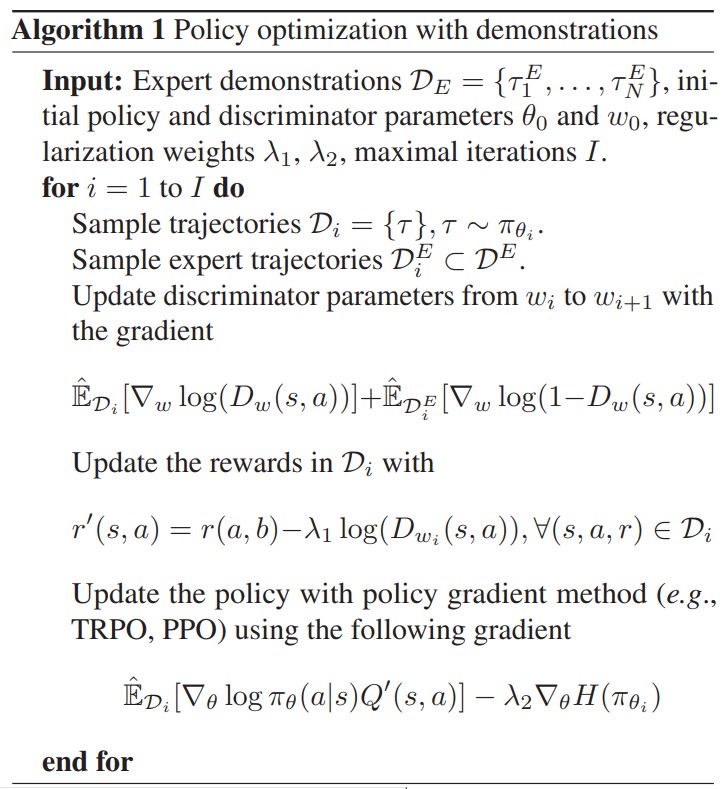 Algorithm 1 Policy optimization with demonstrations
Input: Expert demonstrations $\mathcal{D}_E = \{\tau_1^E, \ldots, \tau_N^E\}$, ini-
tial policy and discriminator parameters $\theta_0$ and $w_0$, regu-
larization weights $\lambda_1$, $\lambda_2$, maximal iterations $I$.
for $i = 1$ to $I$ do
Sample trajectories $\mathcal{D}_i = \{\tau\}, \tau \sim \pi_{\theta_i}$.
Sample expert trajectories $\mathcal{D}_i^E \subset \mathcal{D}^E$.
Update discriminator parameters from $w_i$ to $w_{i+1}$ with
the gradient
$\hat{\mathbb{E}}_{\mathcal{D}_i}[\nabla_w \log(D_w(s, a))] + \hat{\mathbb{E}}_{\mathcal{D}_i^E}[\nabla_w \log(1 - D_w(s, a))]$
Update the rewards in $\mathcal{D}_i$ with
$r'(s, a) = r(a, b) - \lambda_1 \log(D_{w_i}(s, a)), \forall (s, a, r) \in \mathcal{D}_i$
Update the policy with policy gradient method (e.g.,
TRPO, PPO) using the following gradient
$\hat{\mathbb{E}}_{\mathcal{D}_i}[\nabla_\theta \log \pi_\theta(a|s) Q'(s, a)] - \lambda_2 \nabla_\theta H(\pi_{\theta_i})$
end for